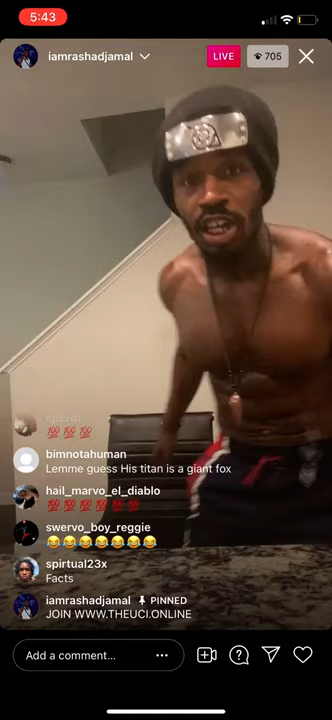 5:43
iamrashadjamal
LIVE
705
💯💯💯
bimnotahuman
Lemme guess His titan is a giant fox
hail_marvo_el_diablo
💯💯💯💯💯💯
swervo_boy_reggie
😂😂😂😂😂😂😂
spirtual23x
Facts
iamrashadjamal PINNED
JOIN WWW.THEUCI.ONLINE
Add a comment...